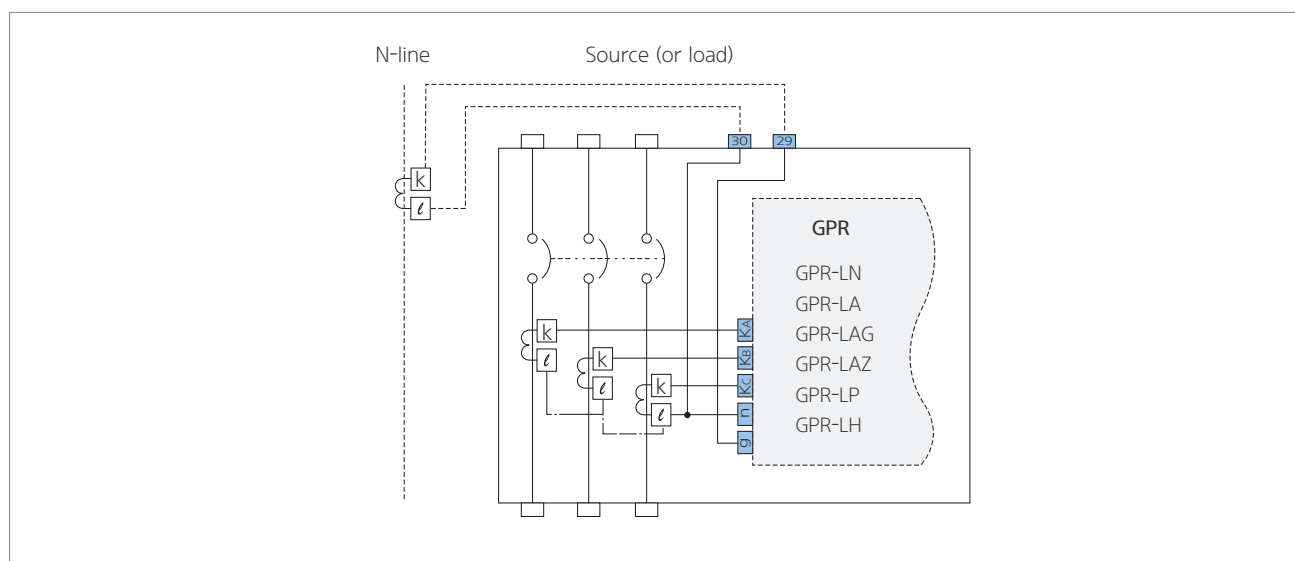 N-line
Source (or load)
30
29
k
ℓ
GPR
GPR-LN
GPR-LA
GPR-LAG
GPR-LAZ
GPR-LP
GPR-LH
k
ℓ
k
ℓ
k
ℓ
KA
KB
KC
n
g